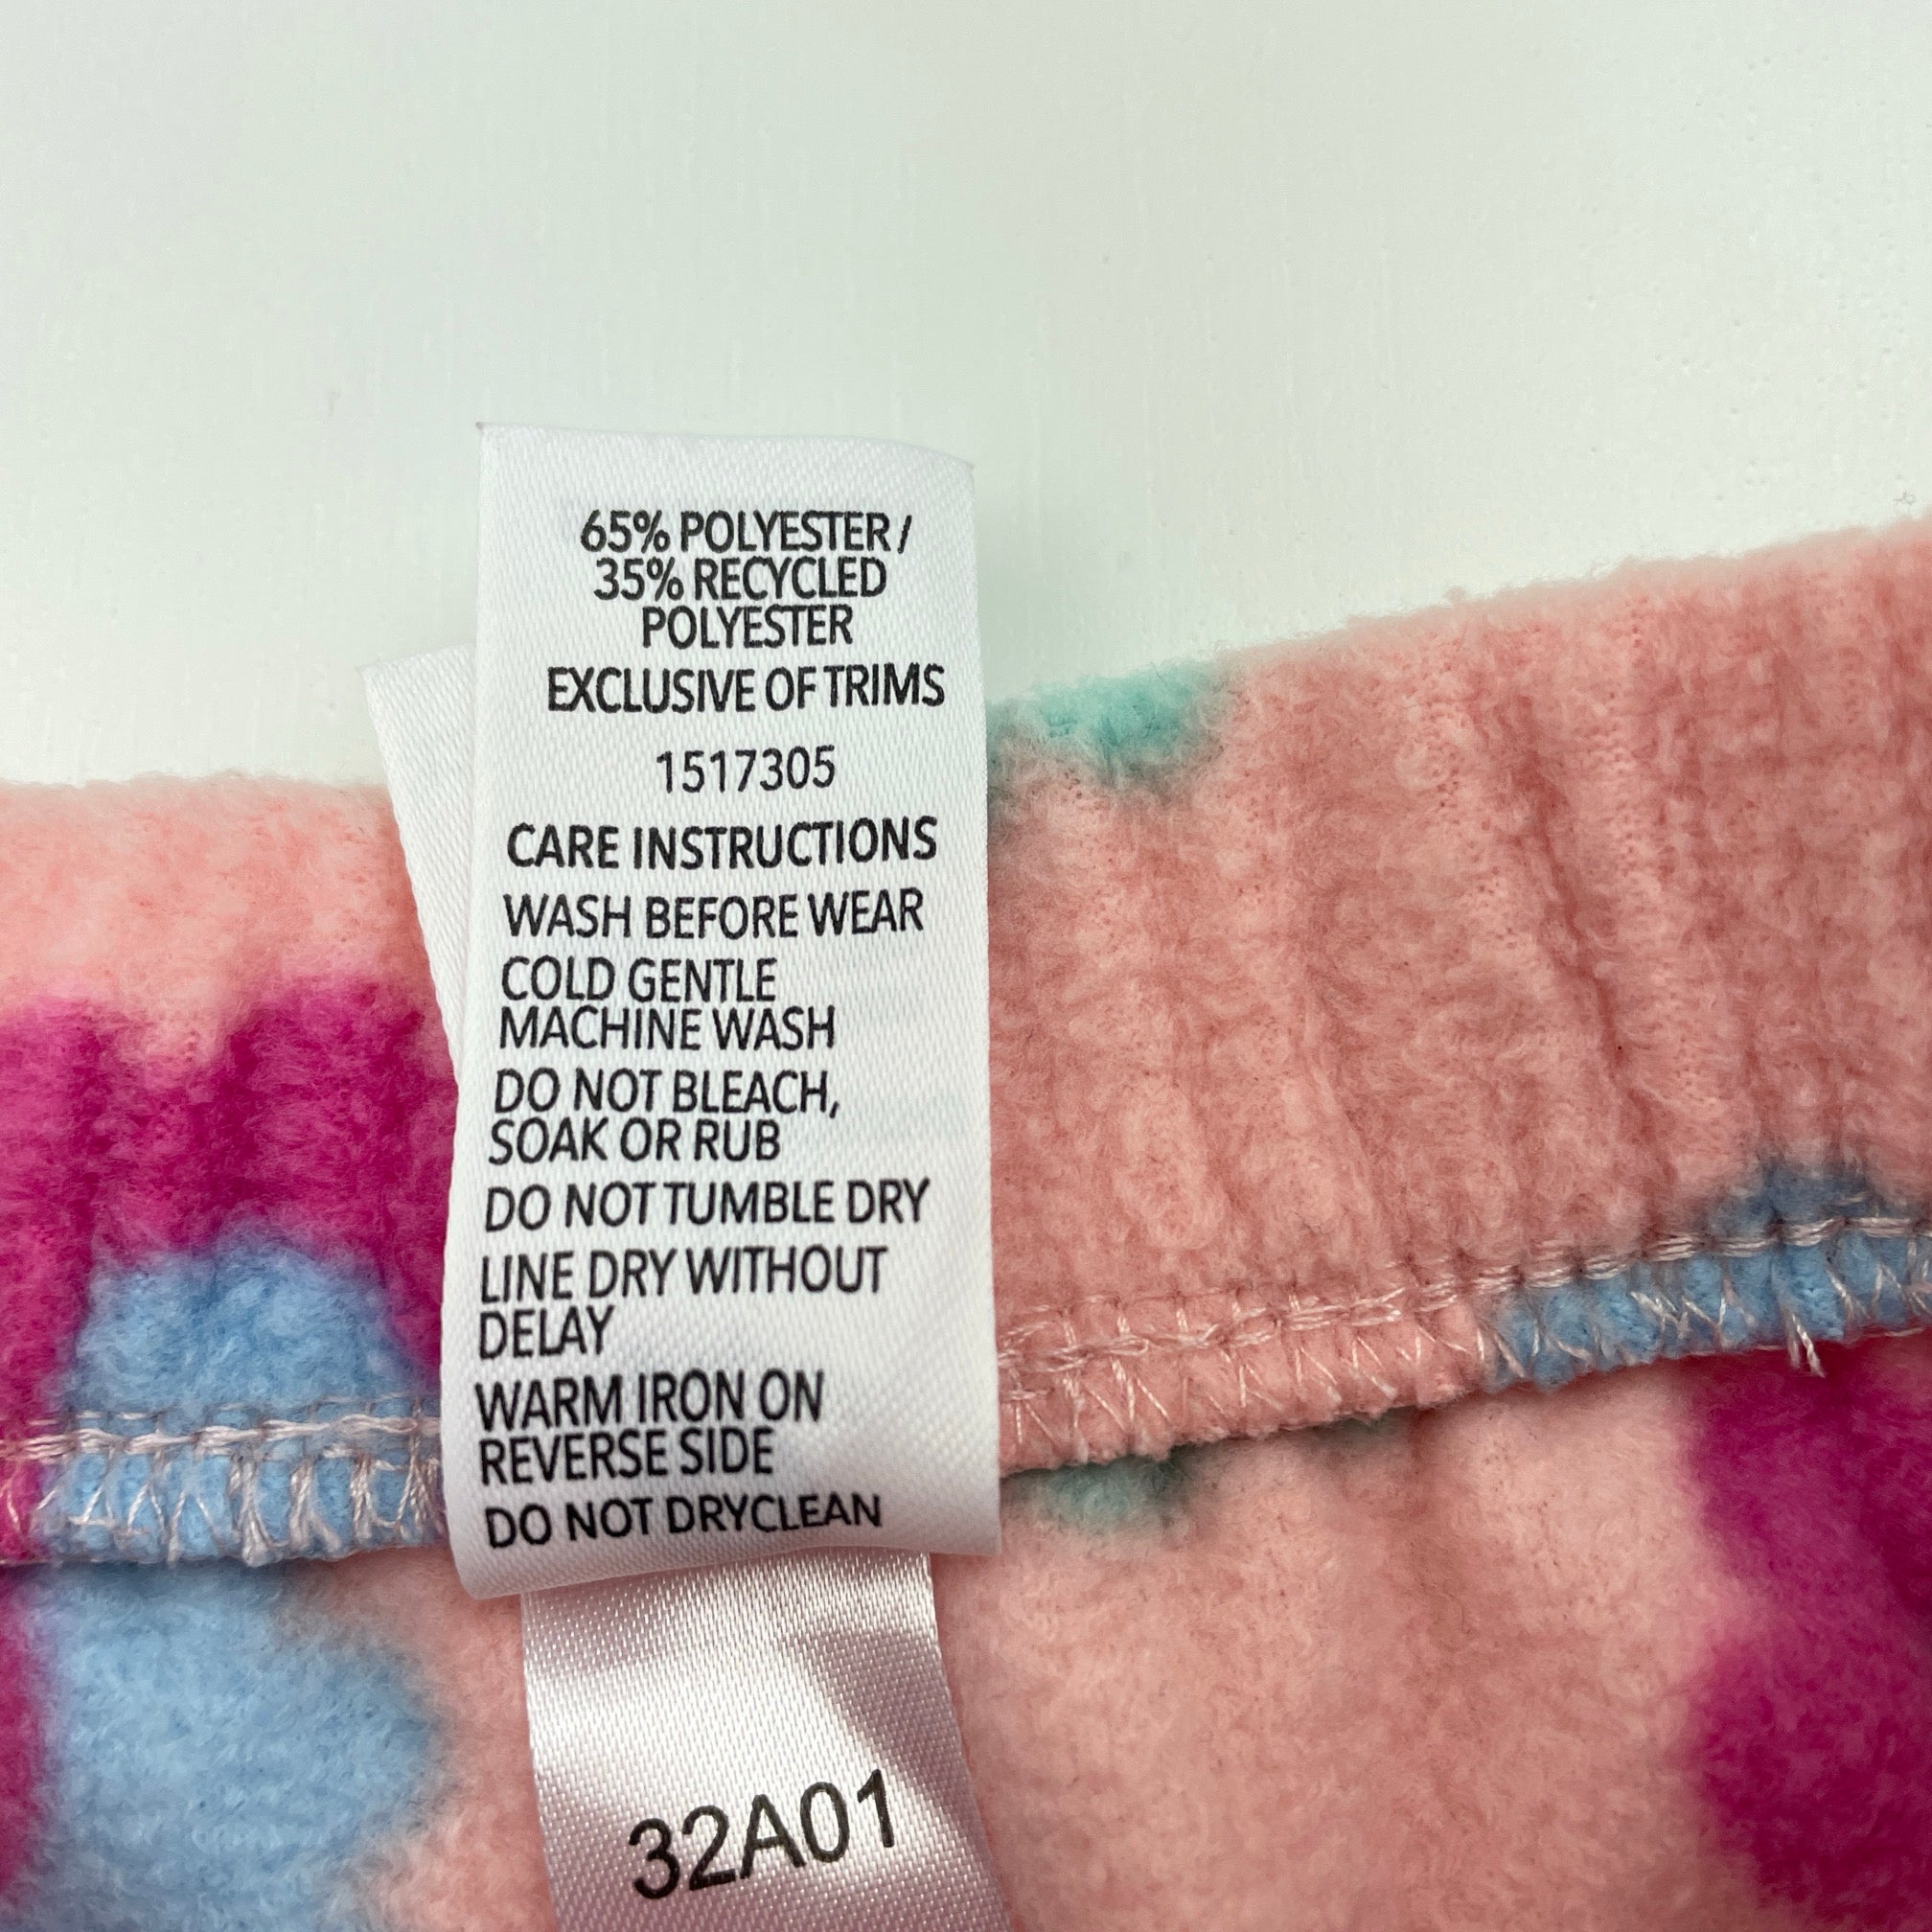 65% POLYESTER /
35% RECYCLED
POLYESTER
EXCLUSIVE OF TRIMS
1517305
CARE INSTRUCTIONS
WASH BEFORE WEAR
COLD GENTLE
MACHINE WASH
DO NOT BLEACH,
SOAK OR RUB
DO NOT TUMBLE DRY
LINE DRY WITHOUT
DELAY
WARM IRON ON
REVERSE SIDE
DO NOT DRYCLEAN
32A01